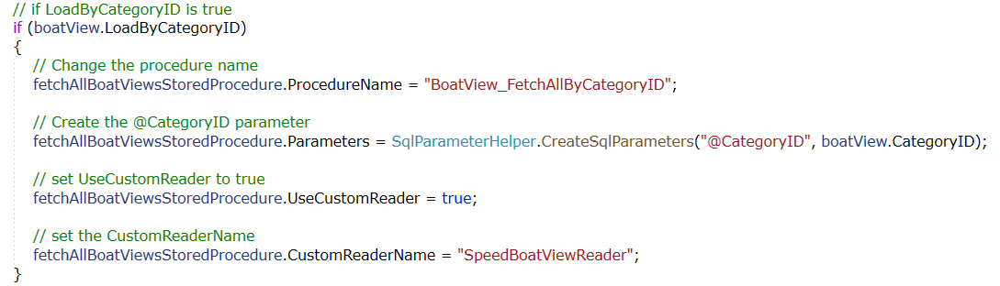 // if LoadByCategoryID is true
if (boatView.LoadByCategoryID)
{
// Change the procedure name
fetchAllBoatViewsStoredProcedure.ProcedureName = "BoatView_FetchAllByCategoryID";
// Create the @CategoryID parameter
fetchAllBoatViewsStoredProcedure.Parameters = SqlParameterHelper.CreateSqlParameters("@CategoryID", boatView.CategoryID);
// set UseCustomReader to true
fetchAllBoatViewsStoredProcedure.UseCustomReader = true;
// set the CustomReaderName
fetchAllBoatViewsStoredProcedure.CustomReaderName = "SpeedBoatViewReader";
}